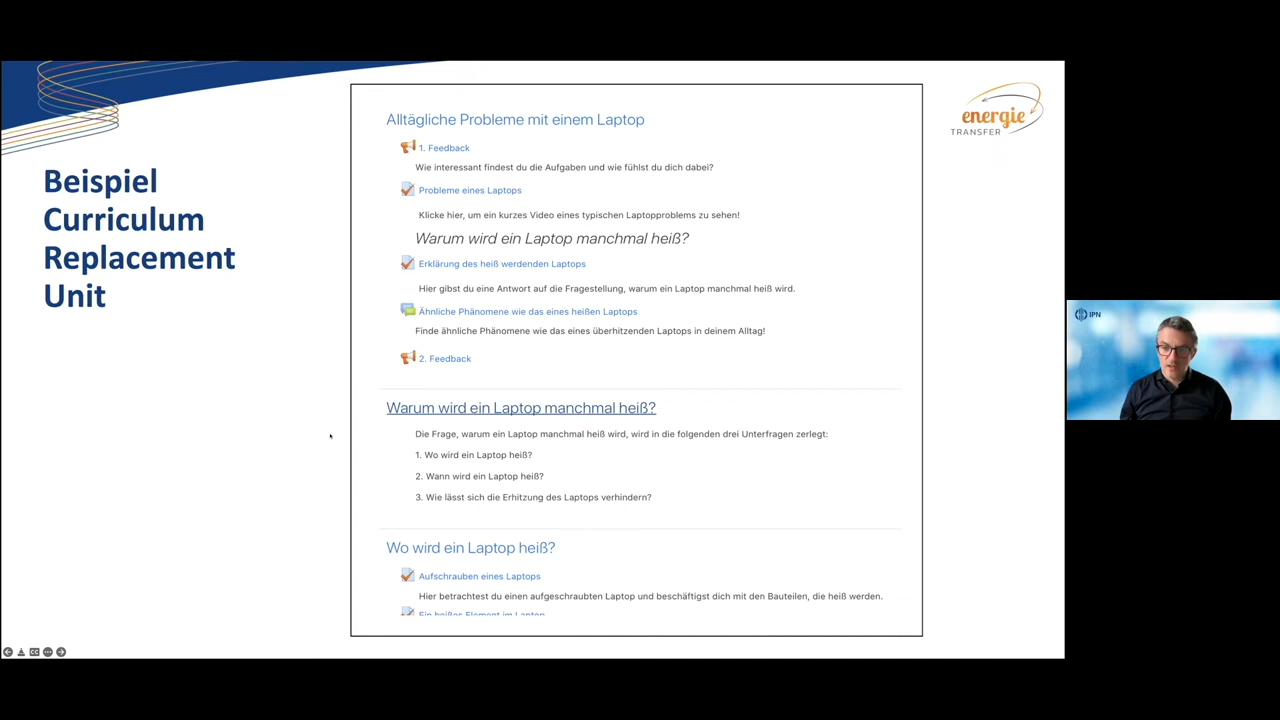 Beispiel
Curriculum
Replacement
Unit
Alltägliche Probleme mit einem Laptop
1. Feedback
Wie interessant findest du die Aufgaben und wie fühlst du dich dabei?
Probleme eines Laptops
Klicke hier, um ein kurzes Video eines typischen Laptopproblems zu sehen!
Warum wird ein Laptop manchmal heiß?
Erklärung des heiß werdenden Laptops
Hier gibst du eine Antwort auf die Fragestellung, warum ein Laptop manchmal heiß wird.
Ähnliche Phänomene wie das eines heißen Laptops
Finde ähnliche Phänomene wie das eines überhitzenden Laptops in deinem Alltag!
2. Feedback
Warum wird ein Laptop manchmal heiß?
Die Frage, warum ein Laptop manchmal heiß wird, wird in die folgenden drei Unterfragen zerlegt:
1. Wo wird ein Laptop heiß?
2. Wann wird ein Laptop heiß?
3. Wie lässt sich die Erhitzung des Laptops verhindern?
Wo wird ein Laptop heiß?
Aufschrauben eines Laptops
Hier betrachtest du einen aufgeschraubten Laptop und beschäftigst dich mit den Bauteilen, die heiß werden.
Ein heißes Element im Laptop
energie
TRANSFER
IPN
CC